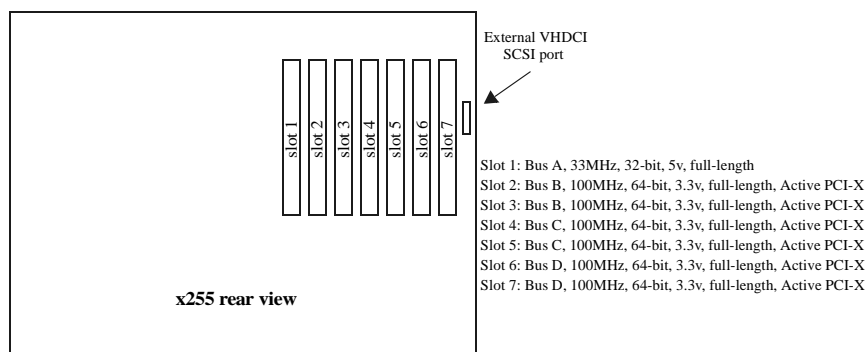 External VHDCI
SCSI port
slot 1
slot 2
slot 3
slot 4
slot 5
slot 6
slot 7
Slot 1: Bus A, 33MHz, 32-bit, 5v, full-length
Slot 2: Bus B, 100MHz, 64-bit, 3.3v, full-length, Active PCI-X
Slot 3: Bus B, 100MHz, 64-bit, 3.3v, full-length, Active PCI-X
Slot 4: Bus C, 100MHz, 64-bit, 3.3v, full-length, Active PCI-X
Slot 5: Bus C, 100MHz, 64-bit, 3.3v, full-length, Active PCI-X
Slot 6: Bus D, 100MHz, 64-bit, 3.3v, full-length, Active PCI-X
Slot 7: Bus D, 100MHz, 64-bit, 3.3v, full-length, Active PCI-X
x255 rear view